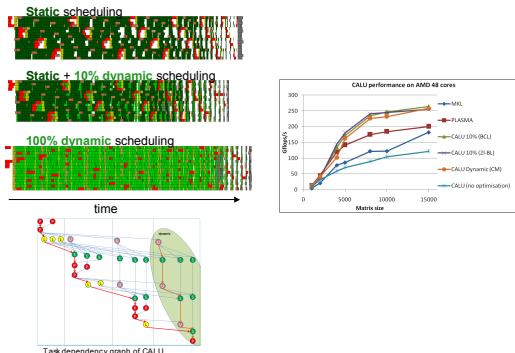 Static scheduling
Static + 10% dynamic scheduling
100% dynamic scheduling
time
Task dependency graph of CALU
CALU performance on AMD 48 cores
300
250
200
150
100
50
0
0
5000
10000
15000
Gflops/s
Matrix size
MKL
PLASMA
CALU 10% (BCL)
CALU 10% (2l-BL)
CALU Dynamic (CM)
CALU (no optimisation)